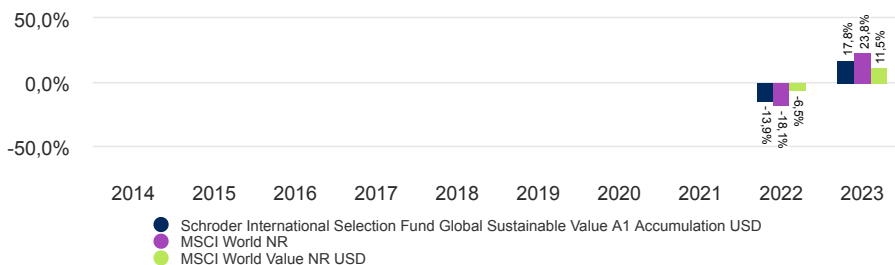 50,0%
0,0%
-50,0%
-13,9%
-18,1%
-6,5%
17,8%
23,8%
11,5%
2014 2015 2016 2017 2018 2019 2020 2021 2022 2023
Schroder International Selection Fund Global Sustainable Value A1 Accumulation USD
MSCI World NR
MSCI World Value NR USD